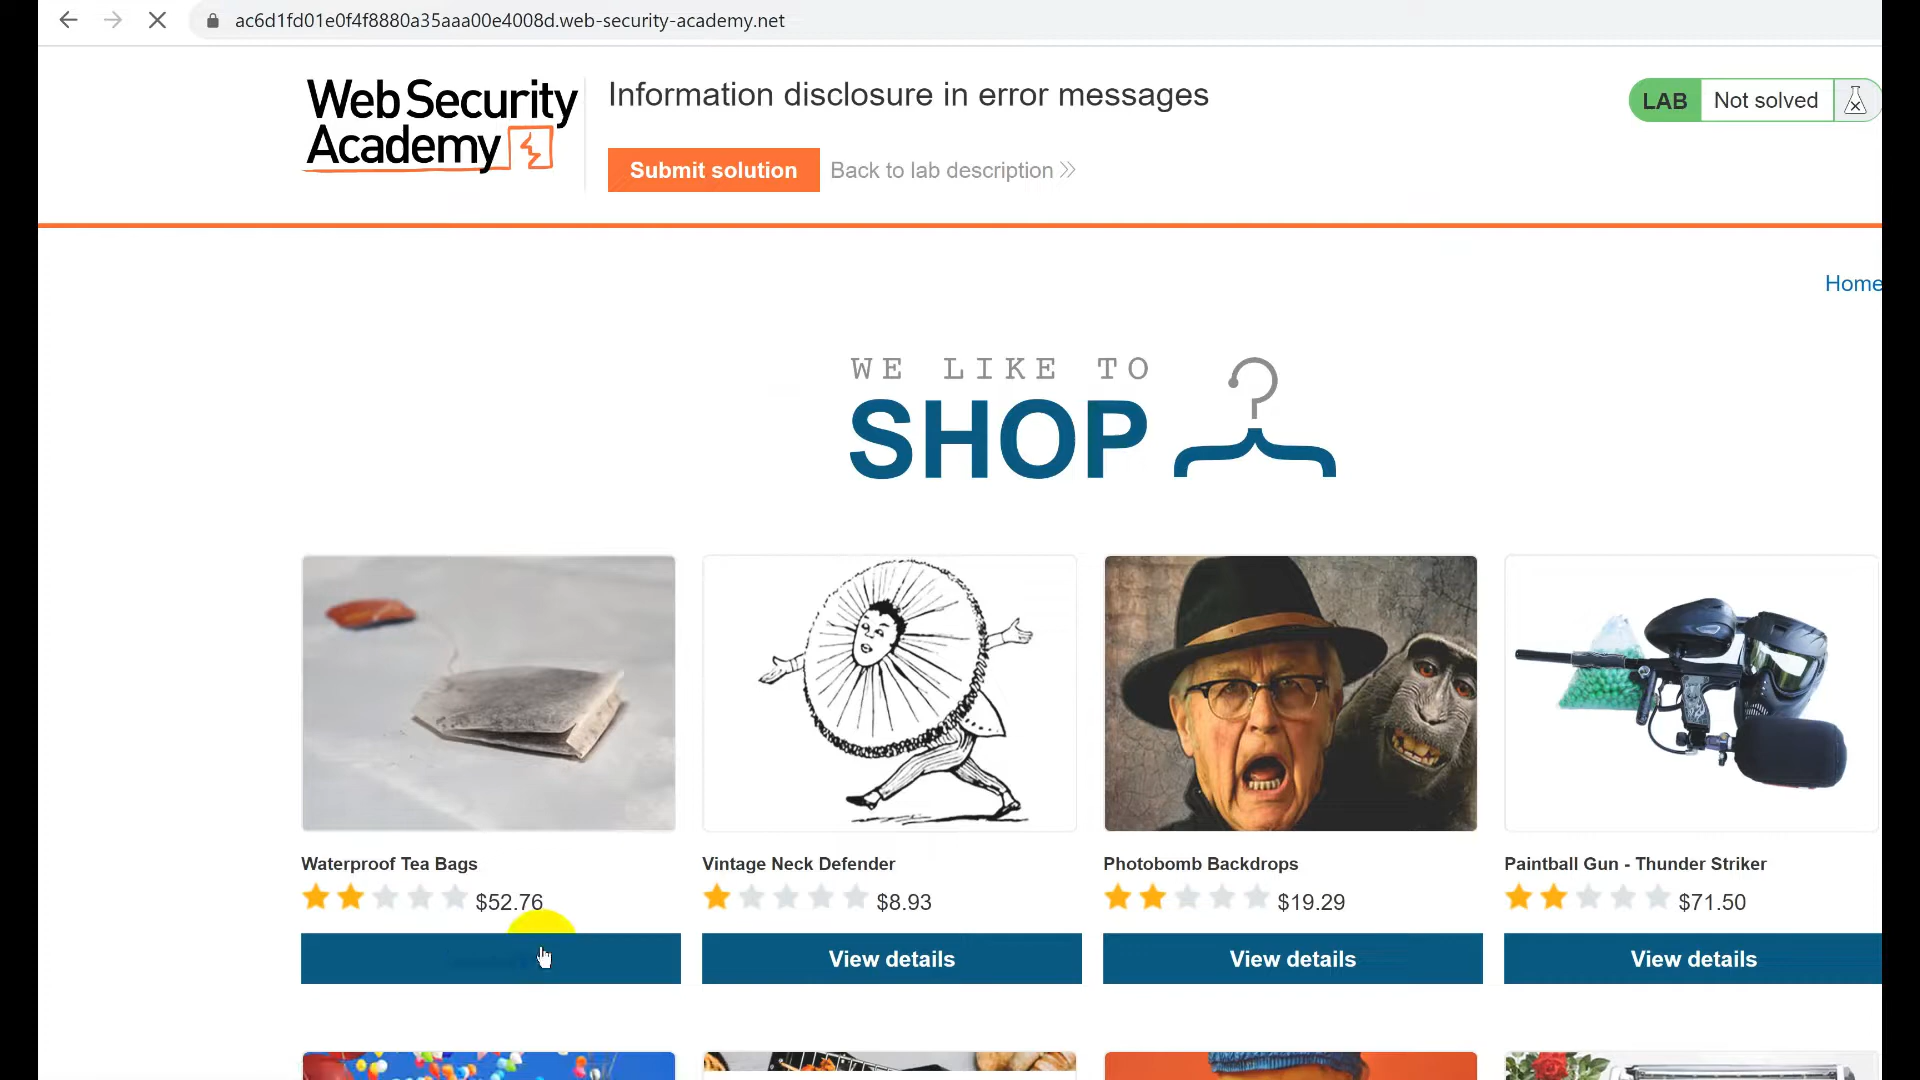 ac6d1fd01e0f4f8880a35aaa00e4008d.web-security-academy.net
Web Security
Academy
Information disclosure in error messages
LAB Not solved
Submit solution Back to lab description
Home
WE LIKE TO
SHOP
Waterproof Tea Bags Vintage Neck Defender Photobomb Backdrops Paintball Gun - Thunder Striker
$52.76 $8.93 $19.29 $71.50
View details View details View details